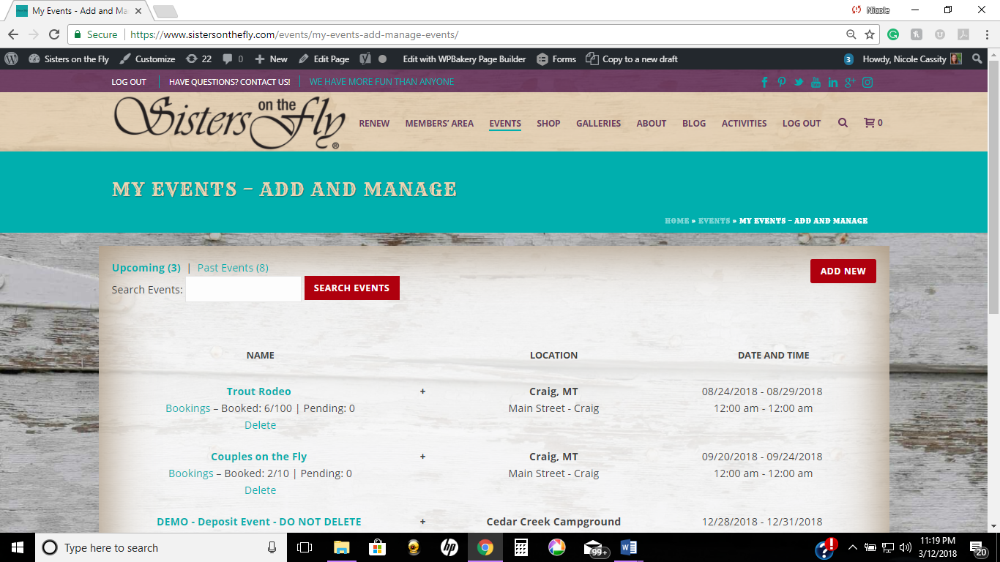 My Events - Add and Ma
Nicole
Secure | https://www.sistersonthefly.com/events/my-events-add-manage-events/
Sisters on the Fly Customize 22 0 New Edit Page Edit with WPBakery Page Builder Forms Copy to a new draft 3 Howdy, Nicole Cassity
LOG OUT HAVE QUESTIONS? CONTACT US! WE HAVE MORE FUN THAN ANYONE
Sisters on the Fly ®
RENEW MEMBERS' AREA EVENTS SHOP GALLERIES ABOUT BLOG ACTIVITIES LOG OUT 0
MY EVENTS – ADD AND MANAGE
HOME » EVENTS » MY EVENTS – ADD AND MANAGE
Upcoming (3) | Past Events (8) ADD NEW
Search Events: SEARCH EVENTS
NAME LOCATION DATE AND TIME
Trout Rodeo + Craig, MT 08/24/2018 - 08/29/2018
Bookings – Booked: 6/100 | Pending: 0 Main Street - Craig 12:00 am - 12:00 am
Delete
Couples on the Fly + Craig, MT 09/20/2018 - 09/24/2018
Bookings – Booked: 2/10 | Pending: 0 Main Street - Craig 12:00 am - 12:00 am
Delete
DEMO - Deposit Event - DO NOT DELETE + Cedar Creek Campground 12/28/2018 - 12/31/2018
Type here to search 99+ 11:19 PM
3/12/2018 20